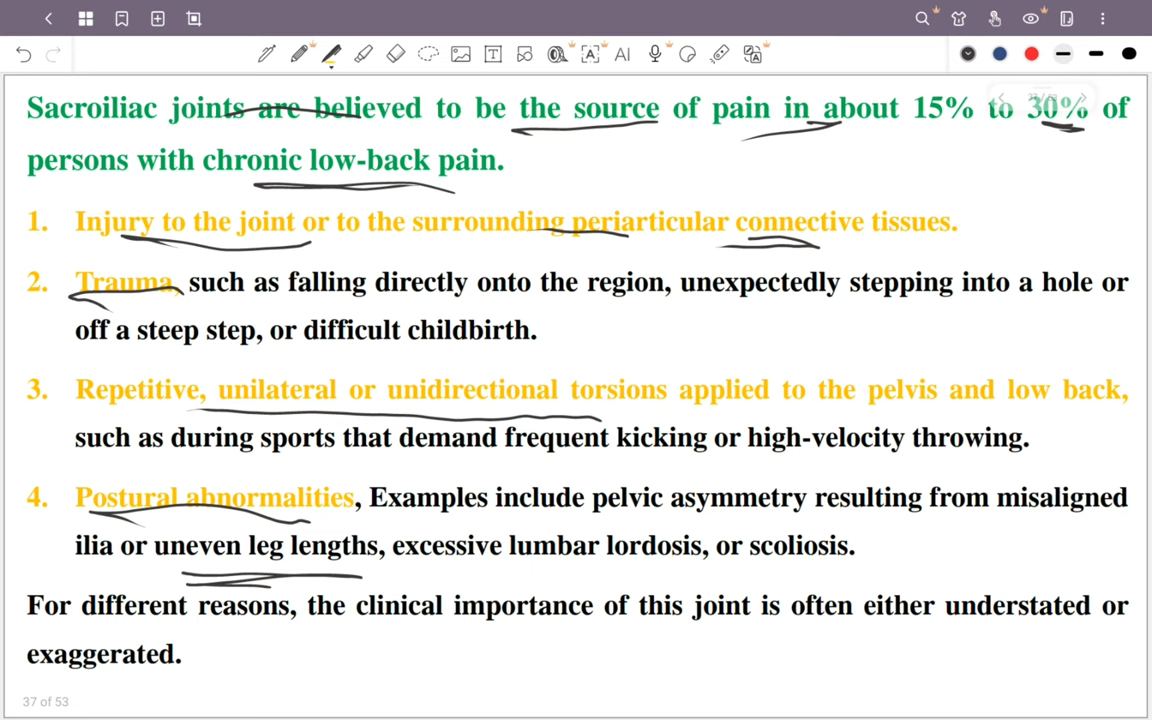 AI
Sacroiliac joints are believed to be the source of pain in about 15% to 30% of
persons with chronic low-back pain.
1. Injury to the joint or to the surrounding periarticular connective tissues.
2. Trauma, such as falling directly onto the region, unexpectedly stepping into a hole or
off a steep step, or difficult childbirth.
3. Repetitive, unilateral or unidirectional torsions applied to the pelvis and low back,
such as during sports that demand frequent kicking or high-velocity throwing.
4. Postural abnormalities, Examples include pelvic asymmetry resulting from misaligned
ilia or uneven leg lengths, excessive lumbar lordosis, or scoliosis.
For different reasons, the clinical importance of this joint is often either understated or
exaggerated.
37 of 53